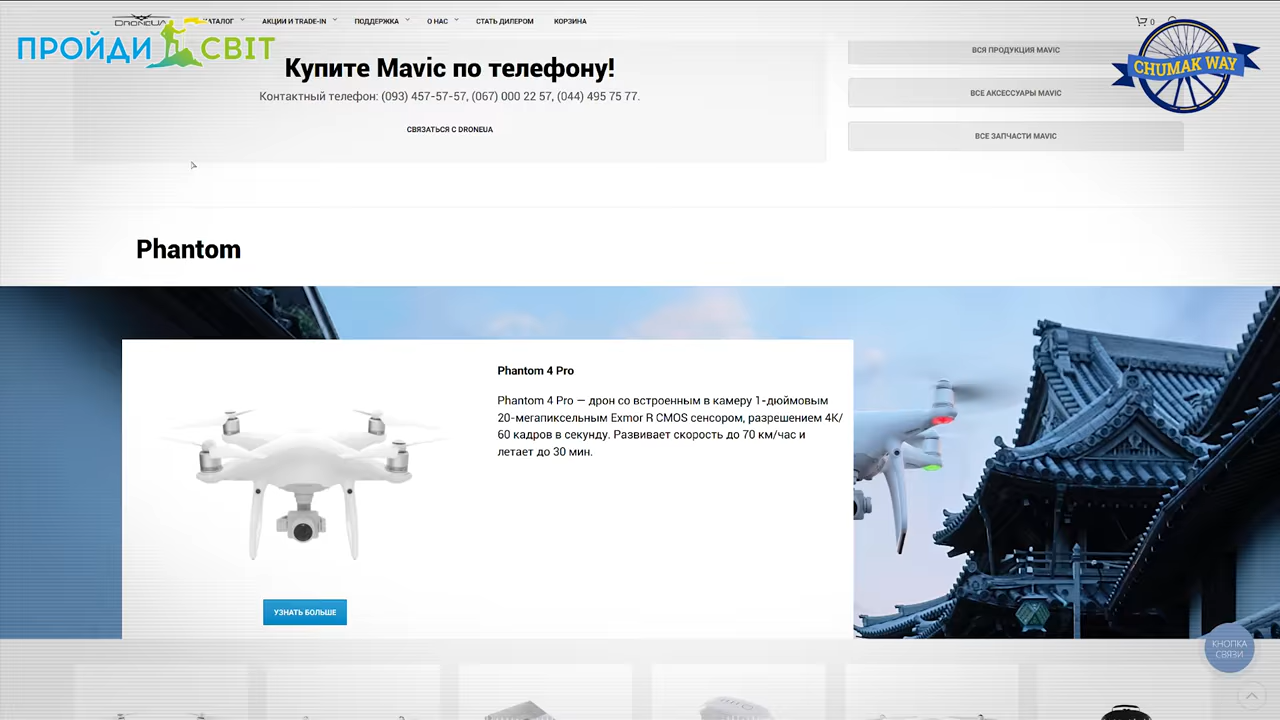 DRONEUA
КАТАЛОГ
АКЦИИ И TRADE-IN
ПОДДЕРЖКА
О НАС
СТАТЬ ДИЛЕРОМ
КОРЗИНА
0
ПРОЙДИ СВІТ
CHUMAK WAY
Купите Mavic по телефону!
Контактный телефон: (093) 457-57-57, (067) 000 22 57, (044) 495 75 77.
СВЯЗАТЬСЯ С DRONEUA
ВСЯ ПРОДУКЦИЯ MAVIC
ВСЕ АКСЕССУАРЫ MAVIC
ВСЕ ЗАПЧАСТИ MAVIC
Phantom
Phantom 4 Pro
Phantom 4 Pro — дрон со встроенным в камеру 1-дюймовым
20-мегапиксельным Exmor R CMOS сенсором, разрешением 4K/
60 кадров в секунду. Развивает скорость до 70 км/час и
летает до 30 мин.
УЗНАТЬ БОЛЬШЕ
КНОПКА
СВЯЗИ